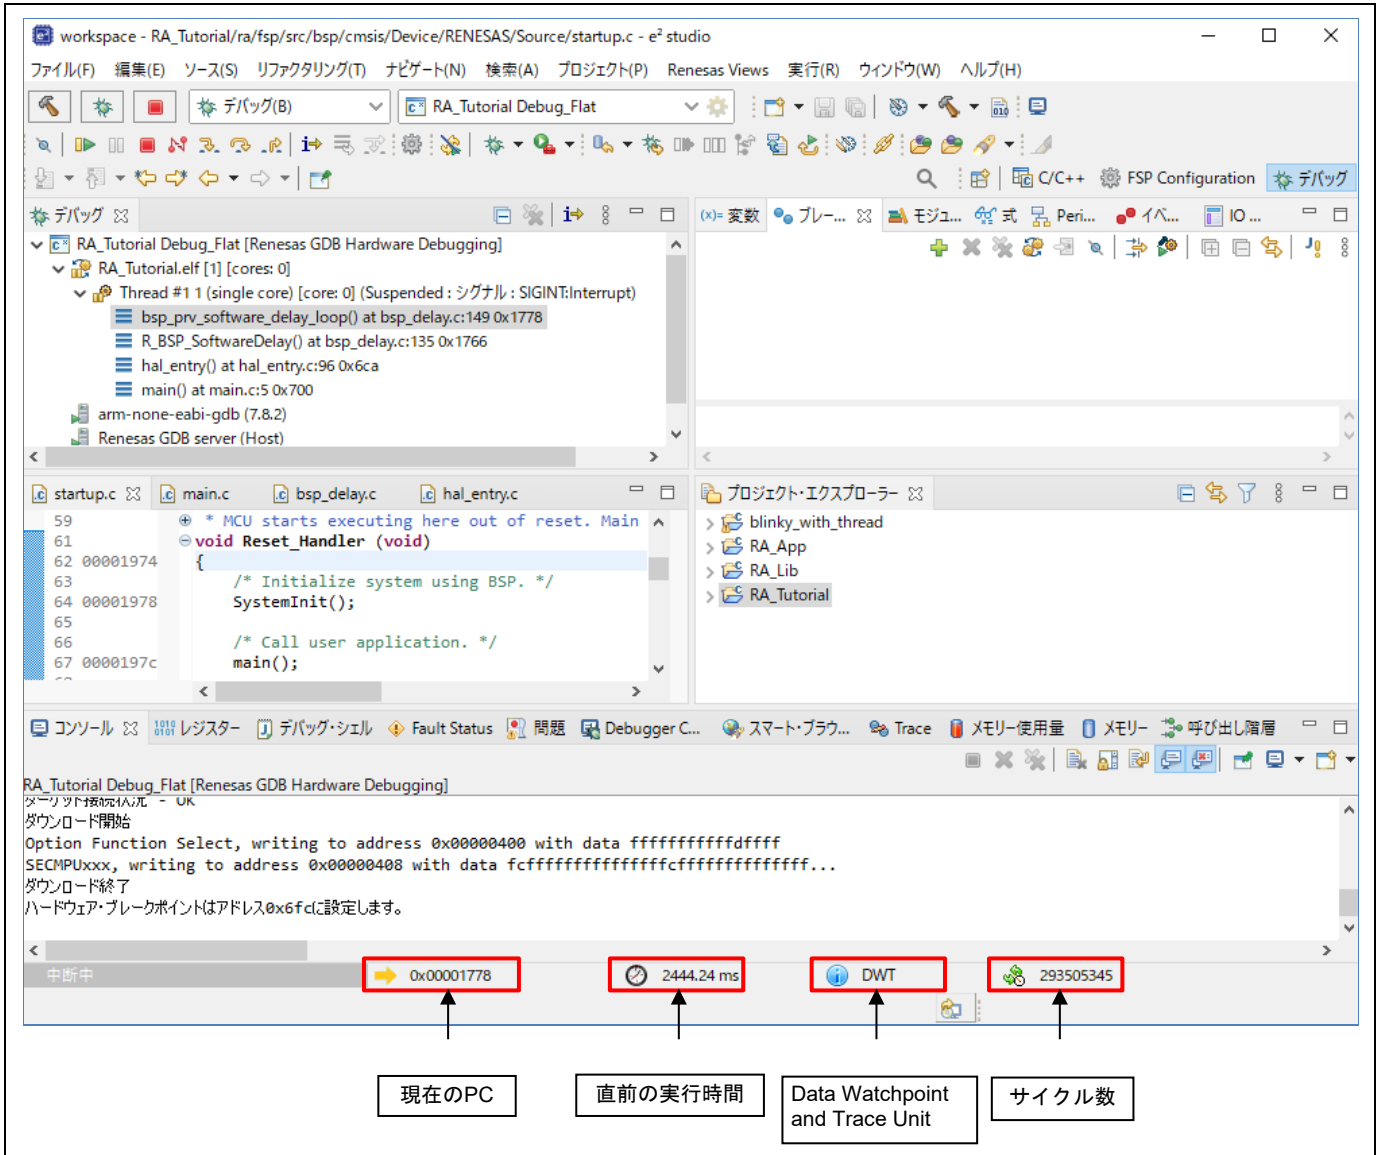 workspace - RA_Tutorial/ra/fsp/src/bsp/cmsis/Device/RENESAS/Source/startup.c - e² studio
ファイル(F) 編集(E) ソース(S) リファクタリング(T) ナビゲート(N) 検索(A) プロジェクト(P) Renesas Views 実行(R) ウィンドウ(W) ヘルプ(H)
デバッグ(B) RA_Tutorial Debug_Flat
C/C++ FSP Configuration デバッグ
デバッグ
RA_Tutorial Debug_Flat [Renesas GDB Hardware Debugging]
RA_Tutorial.elf [1] [cores: 0]
Thread #1 1 (single core) [core: 0] (Suspended : シグナル : SIGINT:Interrupt)
bsp_prv_software_delay_loop() at bsp_delay.c:149 0x1778
R_BSP_SoftwareDelay() at bsp_delay.c:135 0x1766
hal_entry() at hal_entry.c:96 0x6ca
main() at main.c:5 0x700
arm-none-eabi-gdb (7.8.2)
Renesas GDB server (Host)
(x)= 変数 ブレー... モジュ... 式 Peri... イベ... IO ...
startup.c main.c bsp_delay.c hal_entry.c
59 * MCU starts executing here out of reset. Main
61 void Reset_Handler (void)
62 00001974 {
63 /* Initialize system using BSP. */
64 00001978 SystemInit();
65
66 /* Call user application. */
67 0000197c main();
プロジェクト・エクスプローラー
blinky_with_thread
RA_App
RA_Lib
RA_Tutorial
コンソール レジスター デバッグ・シェル Fault Status 問題 Debugger C... スマート・ブラウ... Trace メモリー使用量 メモリー 呼び出し階層
RA_Tutorial Debug_Flat [Renesas GDB Hardware Debugging]
ターゲット接続状況 - OK
ダウンロード開始
Option Function Select, writing to address 0x00000400 with data ffffffffffffdffff
SECMPUxxx, writing to address 0x00000408 with data fcffffffffffffffffcfffffffffffffff...
ダウンロード終了
ハードウェア・ブレークポイントはアドレス0x6fcに設定します。
中断中 0x00001778 2444.24 ms DWT 293505345
現在のPC
直前の実行時間
Data Watchpoint
and Trace Unit
サイクル数